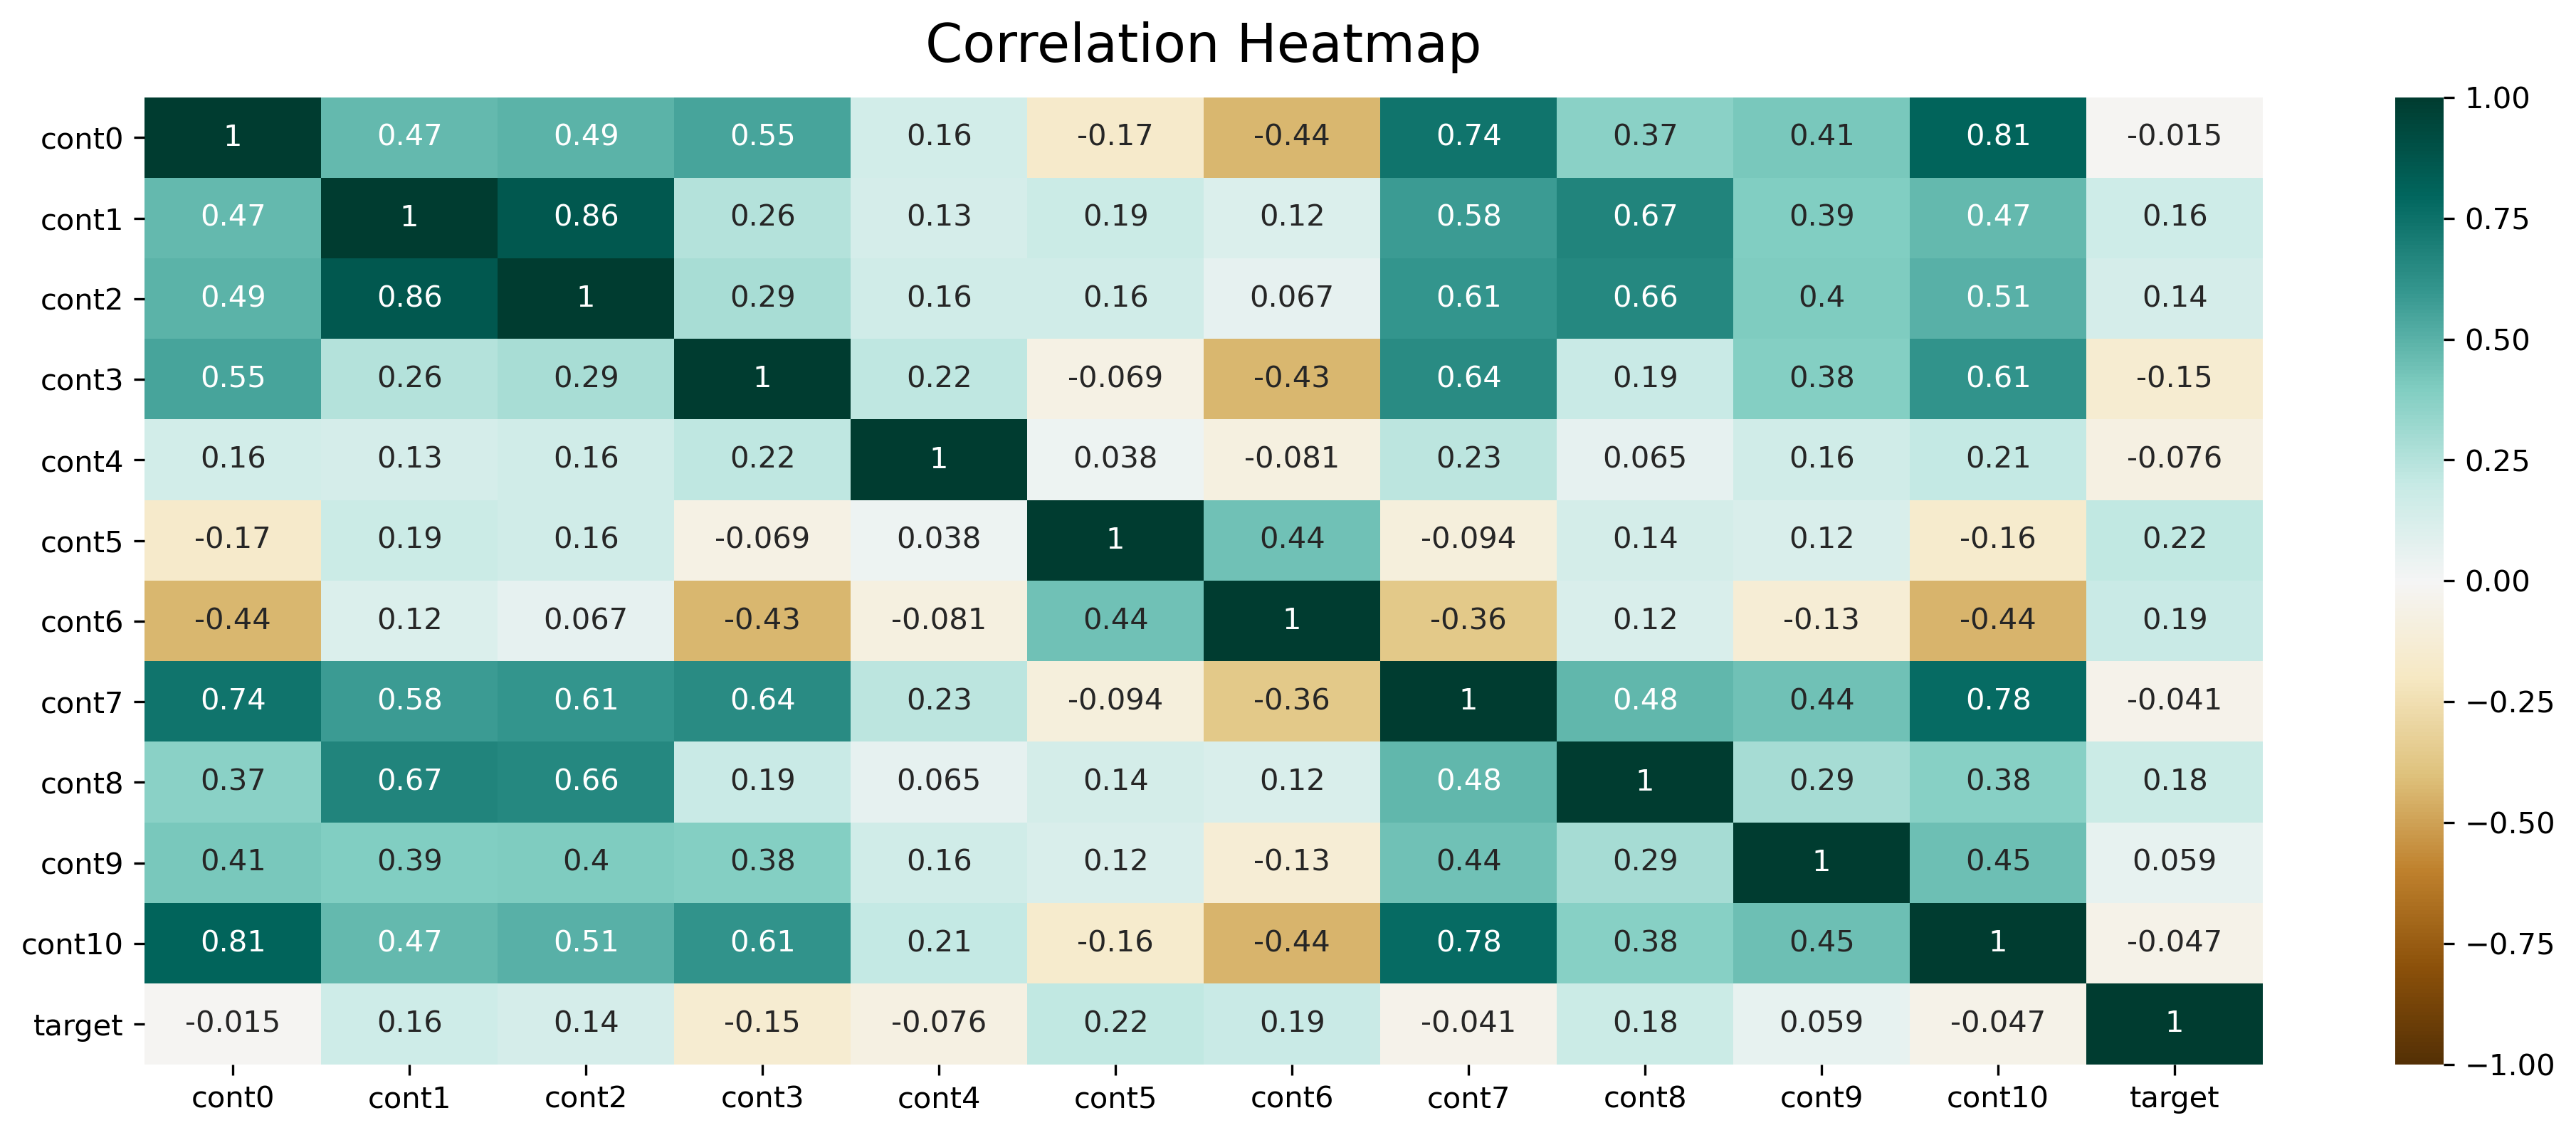 Correlation Heatmap
cont0 1 0.47 0.49 0.55 0.16 -0.17 -0.44 0.74 0.37 0.41 0.81 -0.015
cont1 0.47 1 0.86 0.26 0.13 0.19 0.12 0.58 0.67 0.39 0.47 0.16
cont2 0.49 0.86 1 0.29 0.16 0.16 0.067 0.61 0.66 0.4 0.51 0.14
cont3 0.55 0.26 0.29 1 0.22 -0.069 -0.43 0.64 0.19 0.38 0.61 -0.15
cont4 0.16 0.13 0.16 0.22 1 0.038 -0.081 0.23 0.065 0.16 0.21 -0.076
cont5 -0.17 0.19 0.16 -0.069 0.038 1 0.44 -0.094 0.14 0.12 -0.16 0.22
cont6 -0.44 0.12 0.067 -0.43 -0.081 0.44 1 -0.36 0.12 -0.13 -0.44 0.19
cont7 0.74 0.58 0.61 0.64 0.23 -0.094 -0.36 1 0.48 0.44 0.78 -0.041
cont8 0.37 0.67 0.66 0.19 0.065 0.14 0.12 0.48 1 0.29 0.38 0.18
cont9 0.41 0.39 0.4 0.38 0.16 0.12 -0.13 0.44 0.29 1 0.45 0.059
cont10 0.81 0.47 0.51 0.61 0.21 -0.16 -0.44 0.78 0.38 0.45 1 -0.047
target -0.015 0.16 0.14 -0.15 -0.076 0.22 0.19 -0.041 0.18 0.059 -0.047 1
cont0 cont1 cont2 cont3 cont4 cont5 cont6 cont7 cont8 cont9 cont10 target
1.00
0.75
0.50
0.25
0.00
−0.25
−0.50
−0.75
−1.00